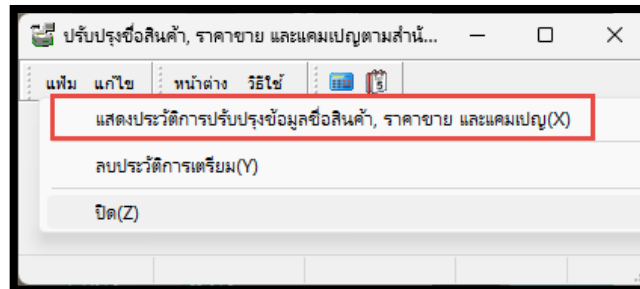 ปรับปรุงชื่อสินค้า, ราคาขาย และแคมเปญตามสำนั...
แฟ้ม แก้ไข หน้าต่าง วิธีใช้ 5
แสดงประวัติการปรับปรุงข้อมูลชื่อสินค้า, ราคาขาย และแคมเปญ(X)
ลบประวัติการเตรียม(Y)
ปิด(Z)